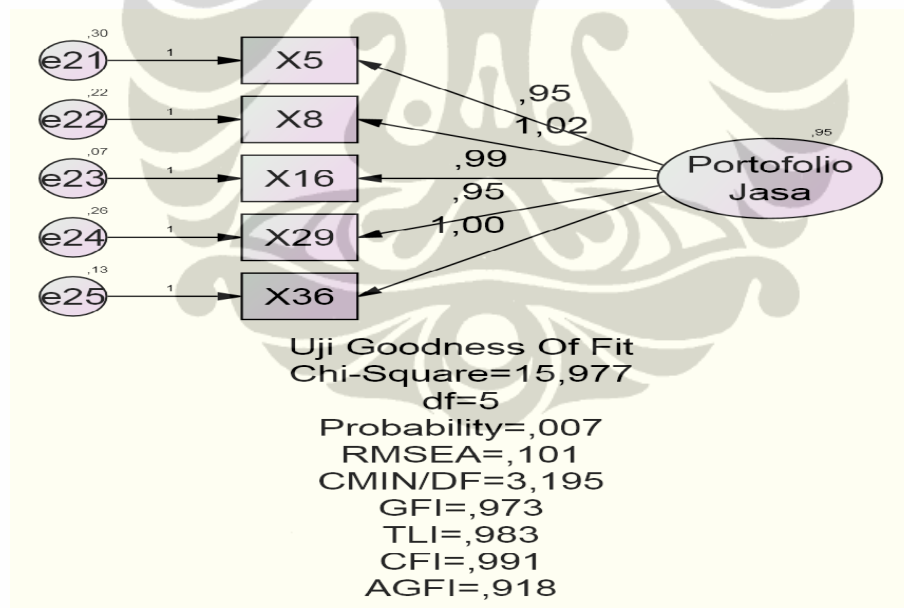 ,30
e21
1
X5
,22
e22
1
X8
,07
e23
1
X16
,26
e24
1
X29
,13
e25
1
X36
,95
1,02
,99
,95
1,00
,95
Portofolio
Jasa
Uji Goodness Of Fit
Chi-Square=15,977
df=5
Probability=,007
RMSEA=,101
CMIN/DF=3,195
GFI=,973
TLI=,983
CFI=,991
AGFI=,918